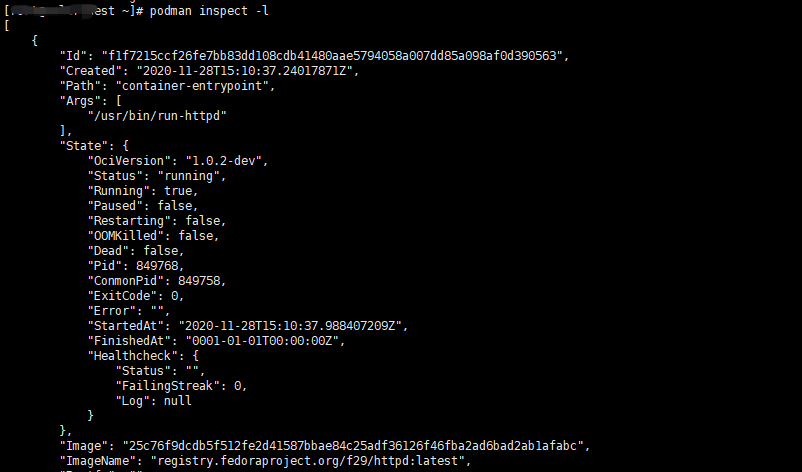 [ est ~]# podman inspect -l
[
    {
        "Id": "f1f7215ccf26fe7bb83dd108cdb41480aae5794058a007dd85a098af0d390563",
        "Created": "2020-11-28T15:10:37.24017871Z",
        "Path": "container-entrypoint",
        "Args": [
            "/usr/bin/run-httpd"
        ],
        "State": {
            "OciVersion": "1.0.2-dev",
            "Status": "running",
            "Running": true,
            "Paused": false,
            "Restarting": false,
            "OOMKilled": false,
            "Dead": false,
            "Pid": 849768,
            "ConmonPid": 849758,
            "ExitCode": 0,
            "Error": "",
            "StartedAt": "2020-11-28T15:10:37.988407209Z",
            "FinishedAt": "0001-01-01T00:00:00Z",
            "Healthcheck": {
                "Status": "",
                "FailingStreak": 0,
                "Log": null
            }
        },
        "Image": "25c76f9dcdb5f512fe2d41587bbae84c25adf36126f46fba2ad6bad2ab1afabc",
        "ImageName": "registry.fedoraproject.org/f29/httpd:latest",